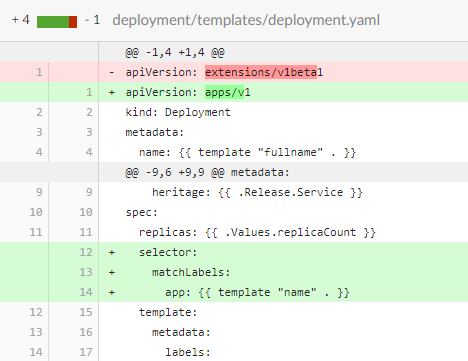 + 4 - 1 deployment/templates/deployment.yaml
@@ -1,4 +1,4 @@
1 - apiVersion: extensions/v1beta1
1 + apiVersion: apps/v1
2 2 kind: Deployment
3 3 metadata:
4 4 name: {{ template "fullname" . }}
@@ -9,6 +9,9 @@ metadata:
9 9 heritage: {{ .Release.Service }}
10 10 spec:
11 11 replicas: {{ .Values.replicaCount }}
12 + selector:
13 + matchLabels:
14 + app: {{ template "name" . }}
12 15 template:
13 16 metadata:
14 17 labels: